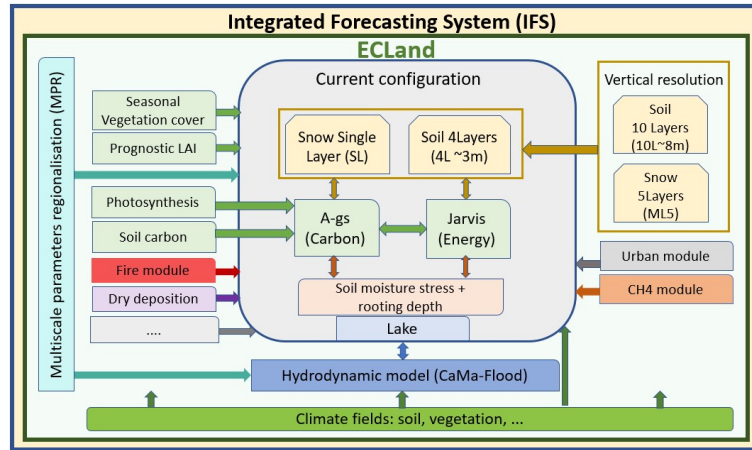 Integrated Forecasting System (IFS)
ECLand
Multiscale parameters regionalisation (MPR)
Current configuration
Seasonal
Vegetation cover
Prognostic LAI
Photosynthesis
Soil carbon
Fire module
Dry deposition
....
Snow Single
Layer (SL)
Soil 4Layers
(4L ~3m)
A-gs
(Carbon)
Jarvis
(Energy)
Soil moisture stress +
rooting depth
Lake
Vertical resolution
Soil
10 Layers
(10L~8m)
Snow
5Layers
(ML5)
Urban module
CH4 module
Hydrodynamic model (CaMa-Flood)
Climate fields: soil, vegetation, ...